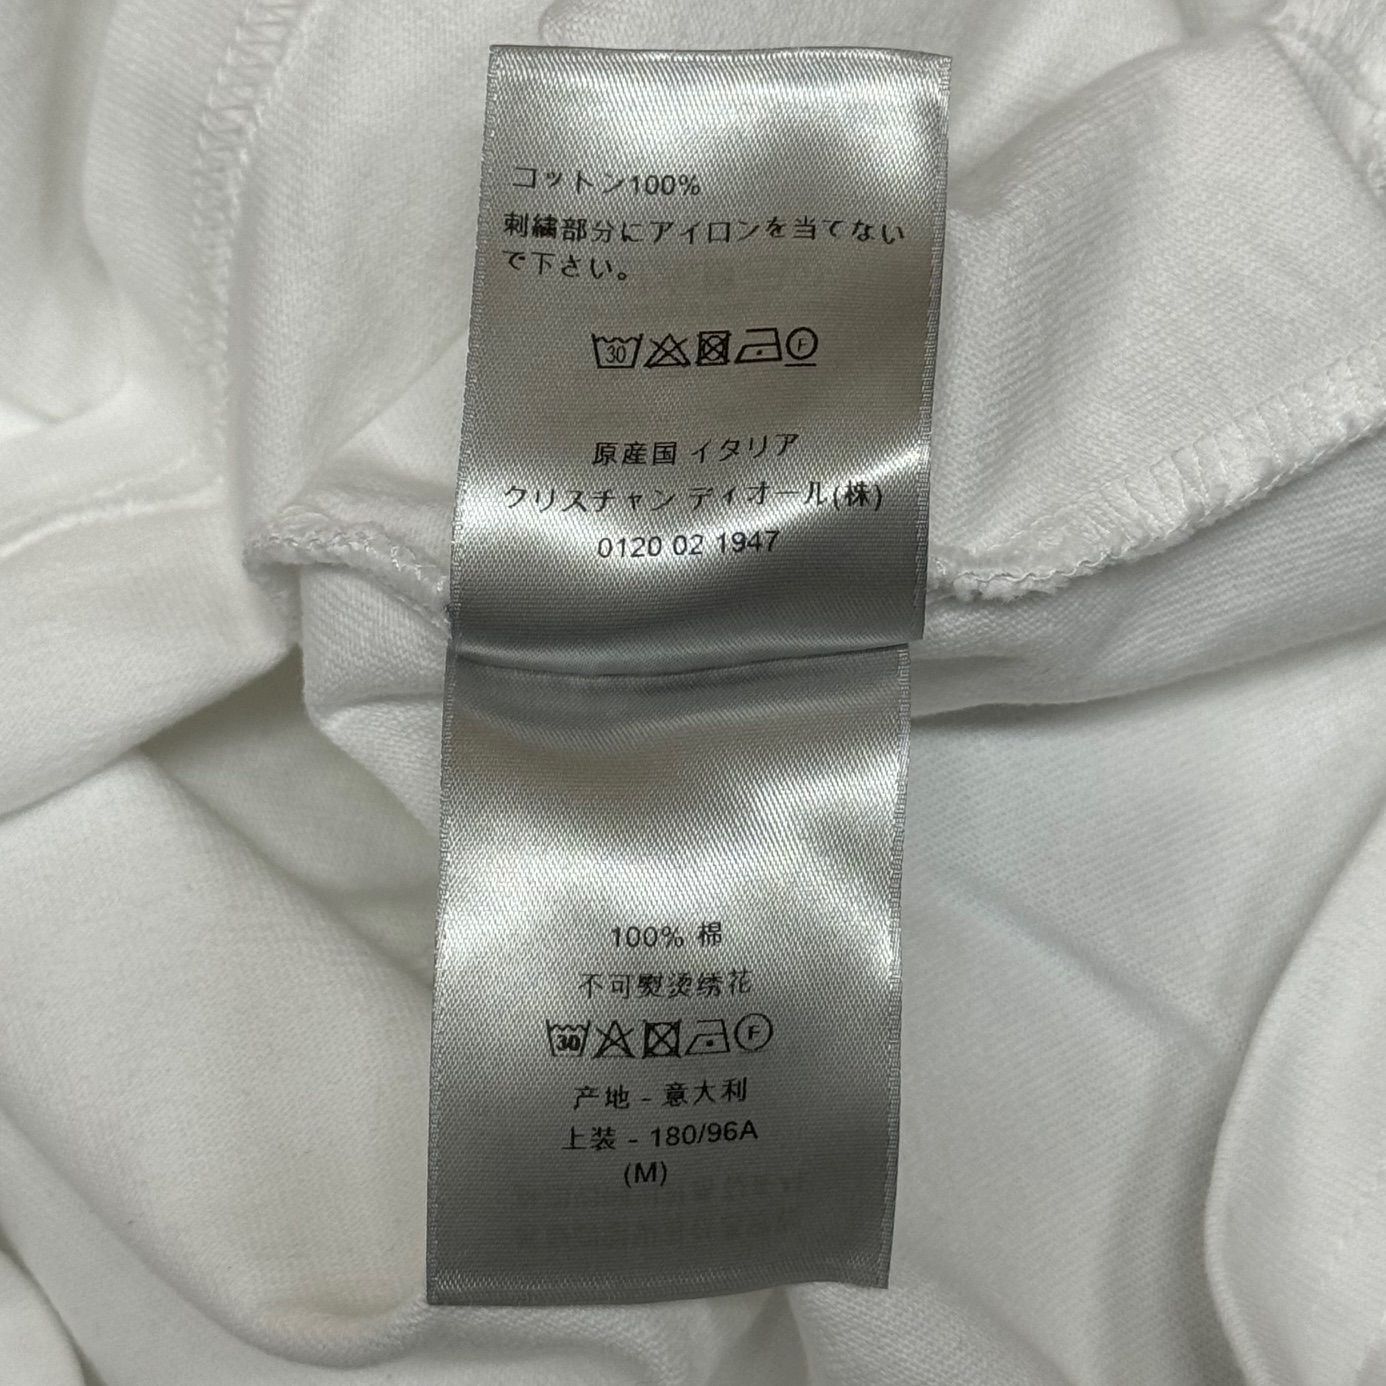 コットン100%
刺繍部分にアイロンを当てない
で下さい。
30 F
原産国 イタリア
クリスチャン ディオール(株)
0120 02 1947
100% 棉
不可熨烫绣花
30 F
产地 - 意大利
上装 - 180/96A
(M)